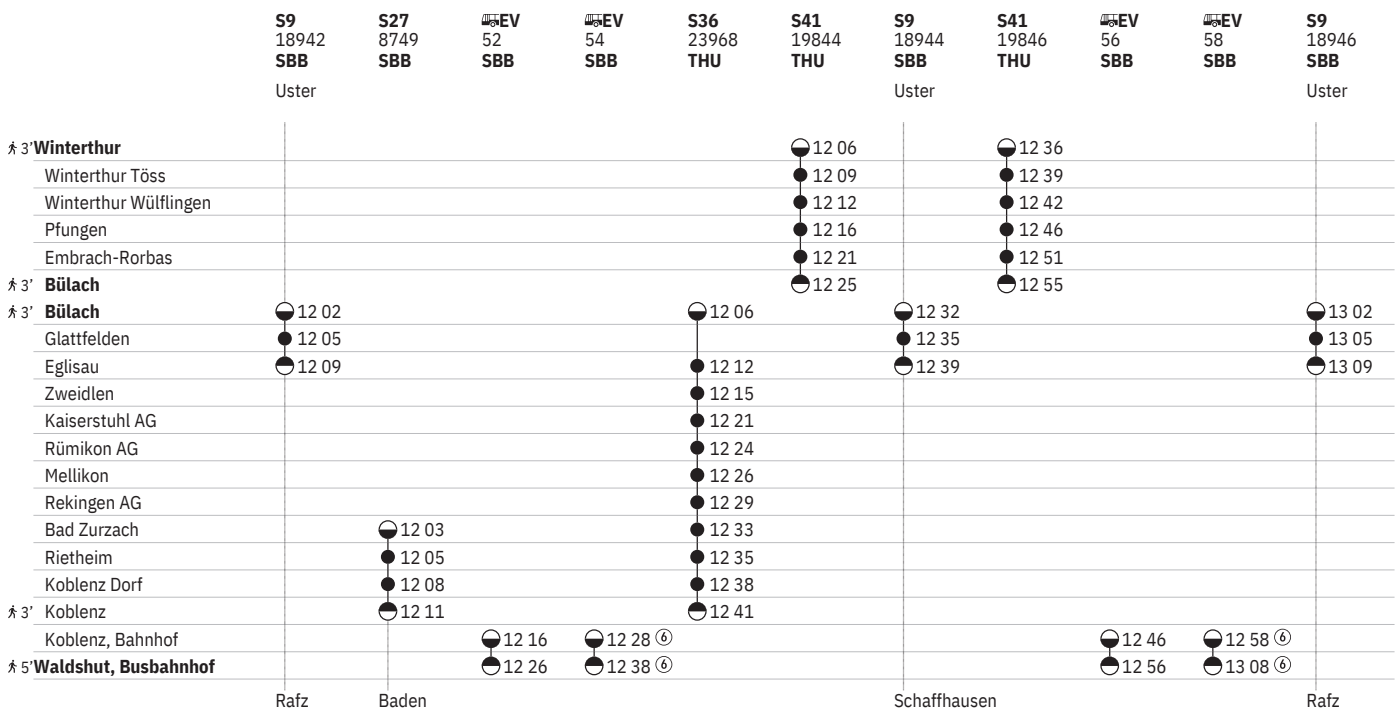 S9 S27 EV EV S36 S41 S9 S41 EV EV S9
18942 8749 52 54 23968 19844 18944 19846 56 58 18946
SBB SBB SBB SBB THU THU SBB THU SBB SBB SBB
Uster Uster Uster
3' Winterthur 12 06 12 36
Winterthur Töss 12 09 12 39
Winterthur Wülflingen 12 12 12 42
Pfungen 12 16 12 46
Embrach-Rorbas 12 21 12 51
3' Bülach 12 25 12 55
3' Bülach 12 02 12 06 12 32 13 02
Glattfelden 12 05 12 35 13 05
Eglisau 12 09 12 12 12 39 13 09
Zweidlen 12 15
Kaiserstuhl AG 12 21
Rümikon AG 12 24
Mellikon 12 26
Rekingen AG 12 29
Bad Zurzach 12 03 12 33
Rietheim 12 05 12 35
Koblenz Dorf 12 08 12 38
3' Koblenz 12 11 12 41
Koblenz, Bahnhof 12 16 12 28 ⑥ 12 46 12 58 ⑥
5' Waldshut, Busbahnhof 12 26 12 38 ⑥ 12 56 13 08 ⑥
Rafz Baden Schaffhausen Rafz